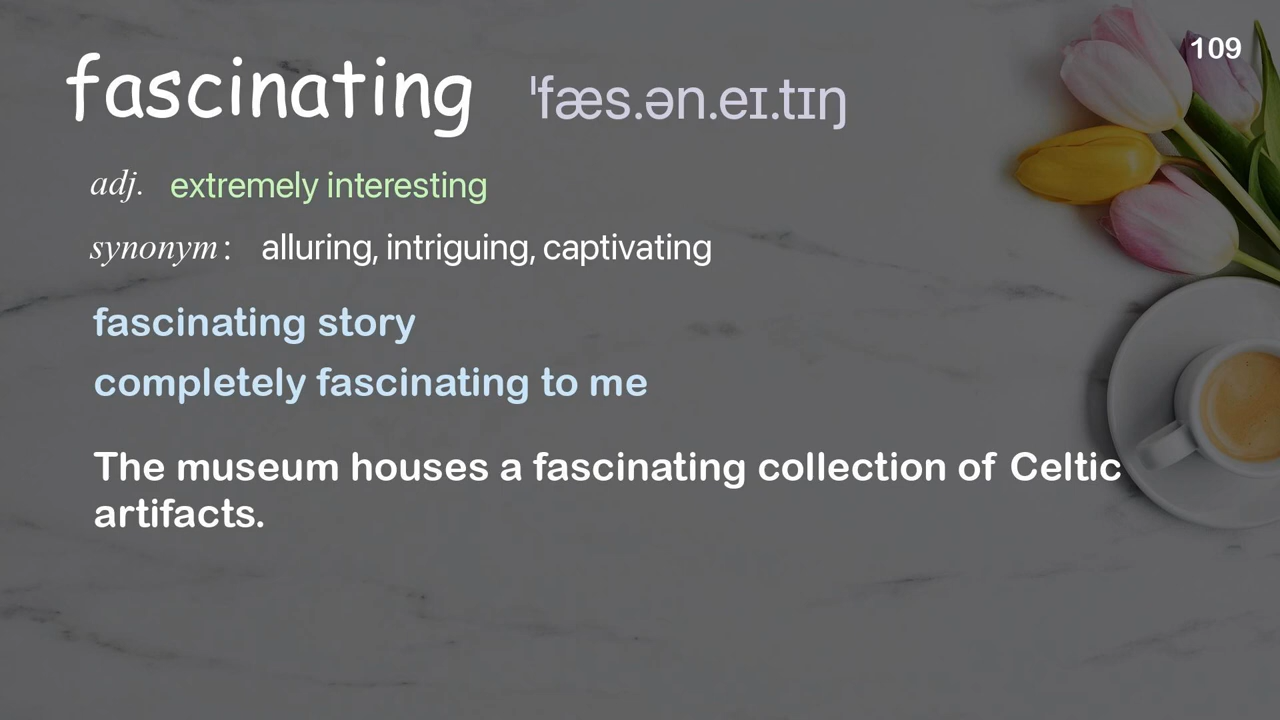 109
fascinating ˈfæs.ən.eɪ.tɪŋ
adj. extremely interesting
synonym: alluring, intriguing, captivating
fascinating story
completely fascinating to me
The museum houses a fascinating collection of Celtic
artifacts.